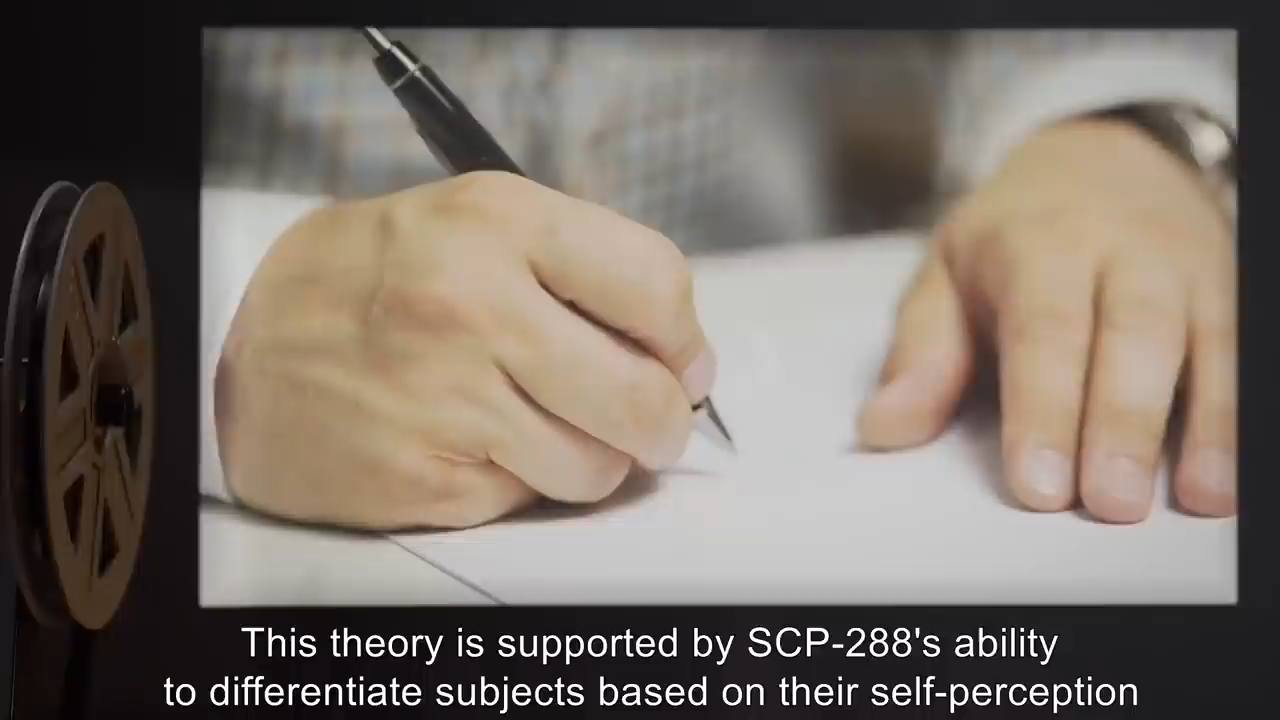 This theory is supported by SCP-288's ability
to differentiate subjects based on their self-perception